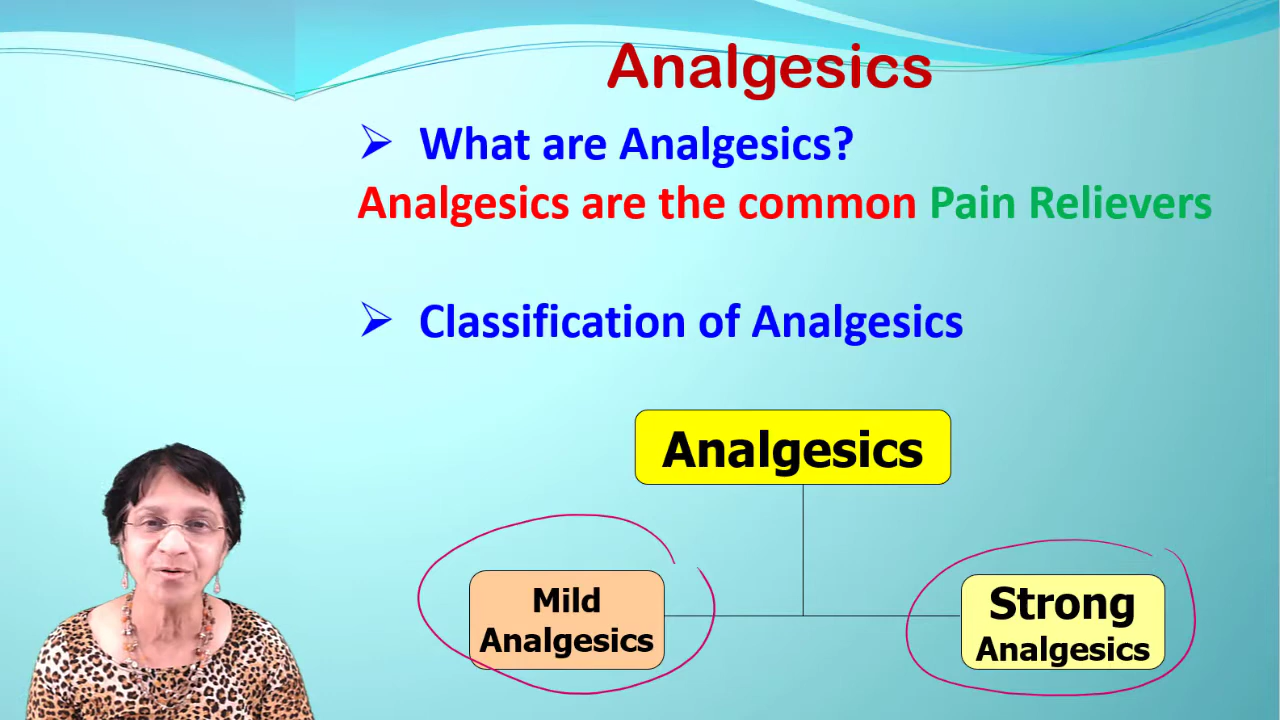 Analgesics
What are Analgesics?
Analgesics are the common Pain Relievers
Classification of Analgesics
Analgesics
Mild
Analgesics
Strong
Analgesics